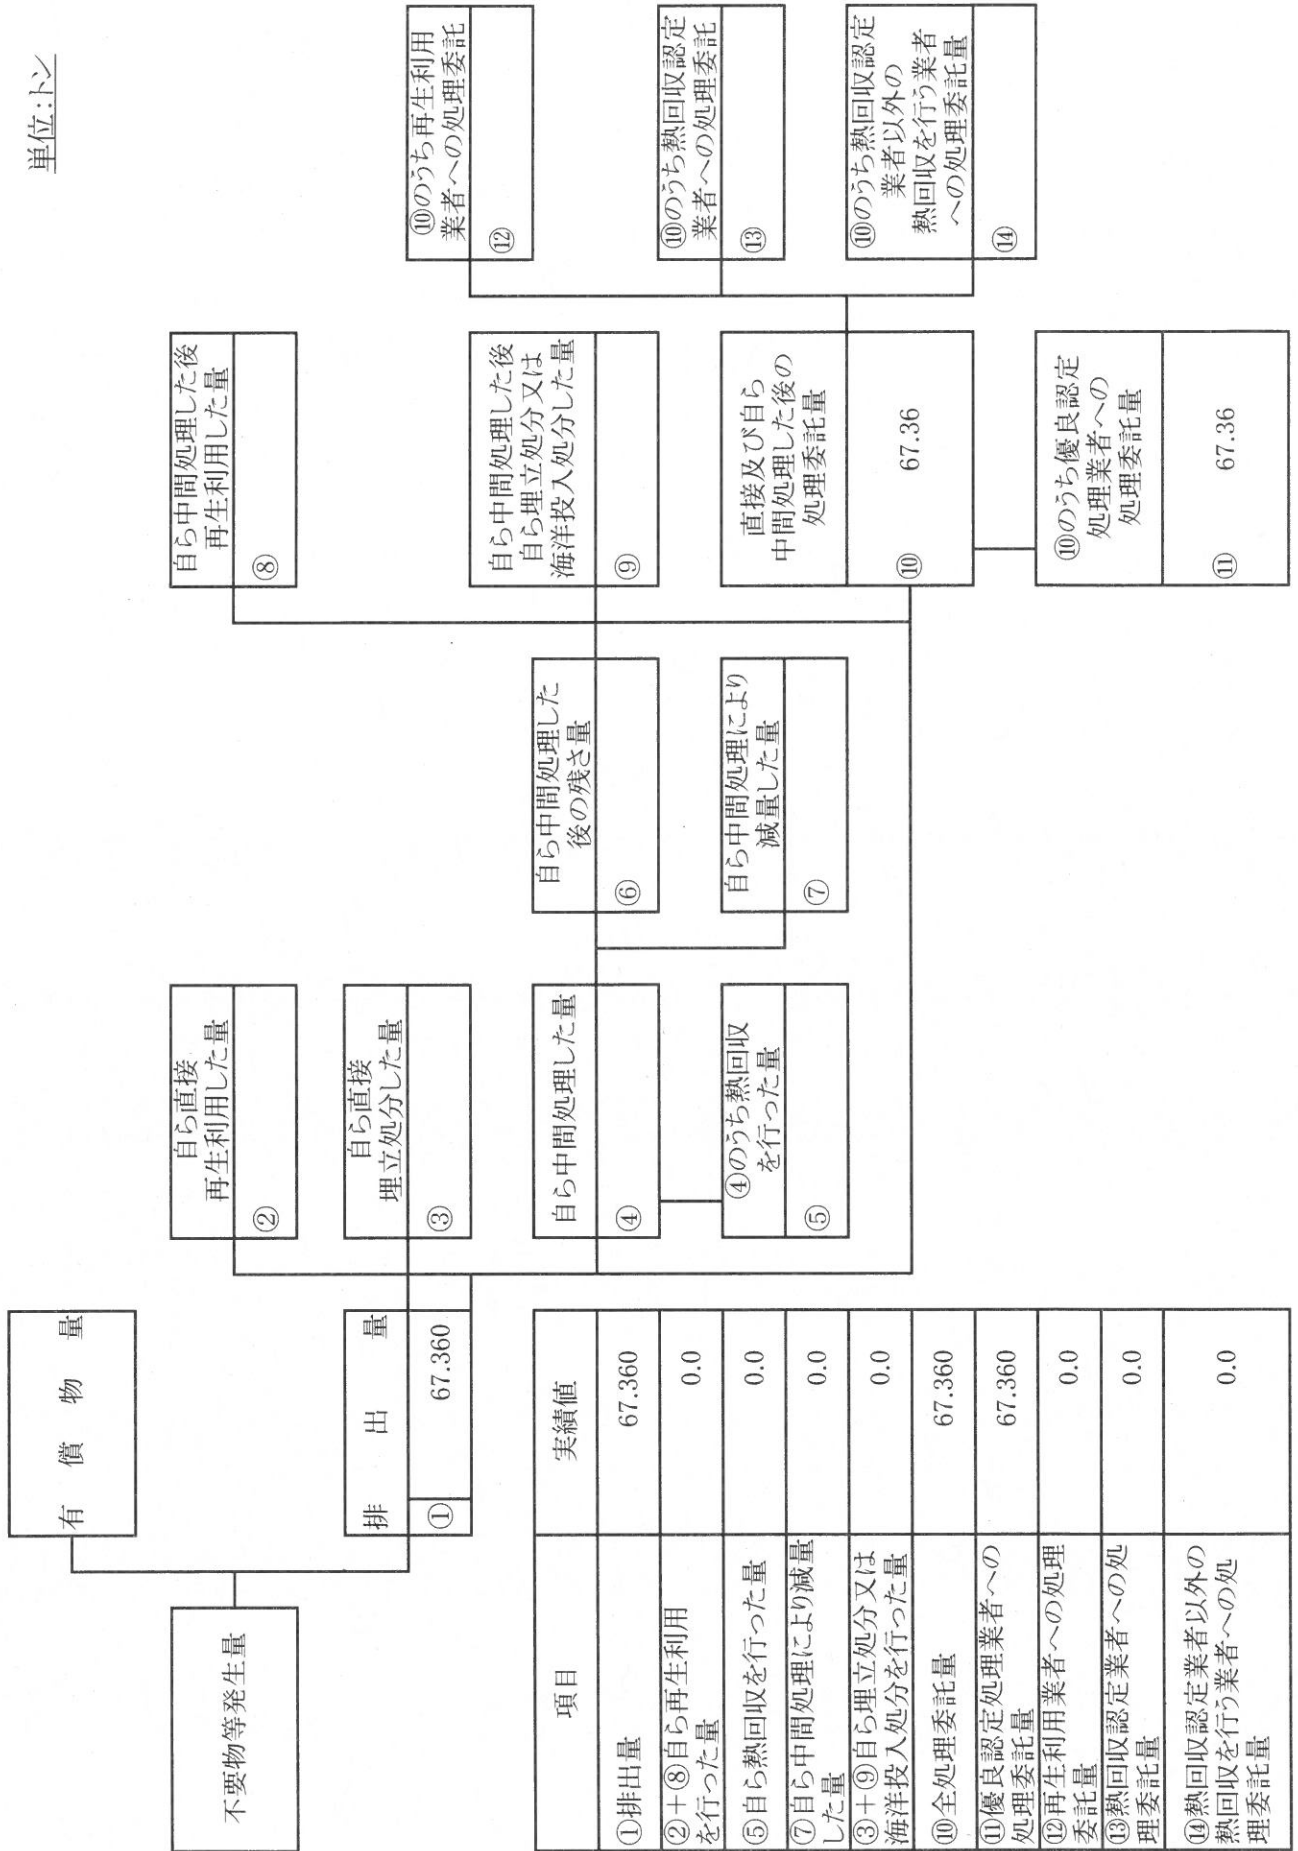 単位:トン
有償物量
不要物等発生量
排出量
①
67.360
自ら直接
再生利用した量
②
自ら直接
埋立処分した量
③
自ら中間処理した量
④
④のうち熱回収
を行った量
⑤
自ら中間処理した
後の残さ量
⑥
自ら中間処理により
減量した量
⑦
自ら中間処理した後
再生利用した量
⑧
自ら中間処理した後
自ら埋立処分又は
海洋投入処分した量
⑨
直接及び自ら
中間処理した後の
処理委託量
⑩
67.36
⑩のうち優良認定
処理業者への
処理委託量
⑪
67.36
⑩のうち再生利用
業者への処理委託
⑫
⑩のうち熱回収認定
業者への処理委託
⑬
⑩のうち熱回収認定
業者以外の
熱回収を行う業者
への処理委託量
⑭
項目
実績値
①排出量
67.360
②+⑧自ら再生利用
を行った量
0.0
⑤自ら熱回収を行った量
0.0
⑦自ら中間処理により減量
した量
0.0
③+⑨自ら埋立処分又は
海洋投入処分を行った量
0.0
⑩全処理委託量
67.360
⑪優良認定処理業者への
処理委託量
67.360
⑫再生利用業者への処理
委託量
0.0
⑬熱回収認定業者への処
理委託量
0.0
⑭熱回収認定業者以外の
熱回収を行う業者への処
理委託量
0.0